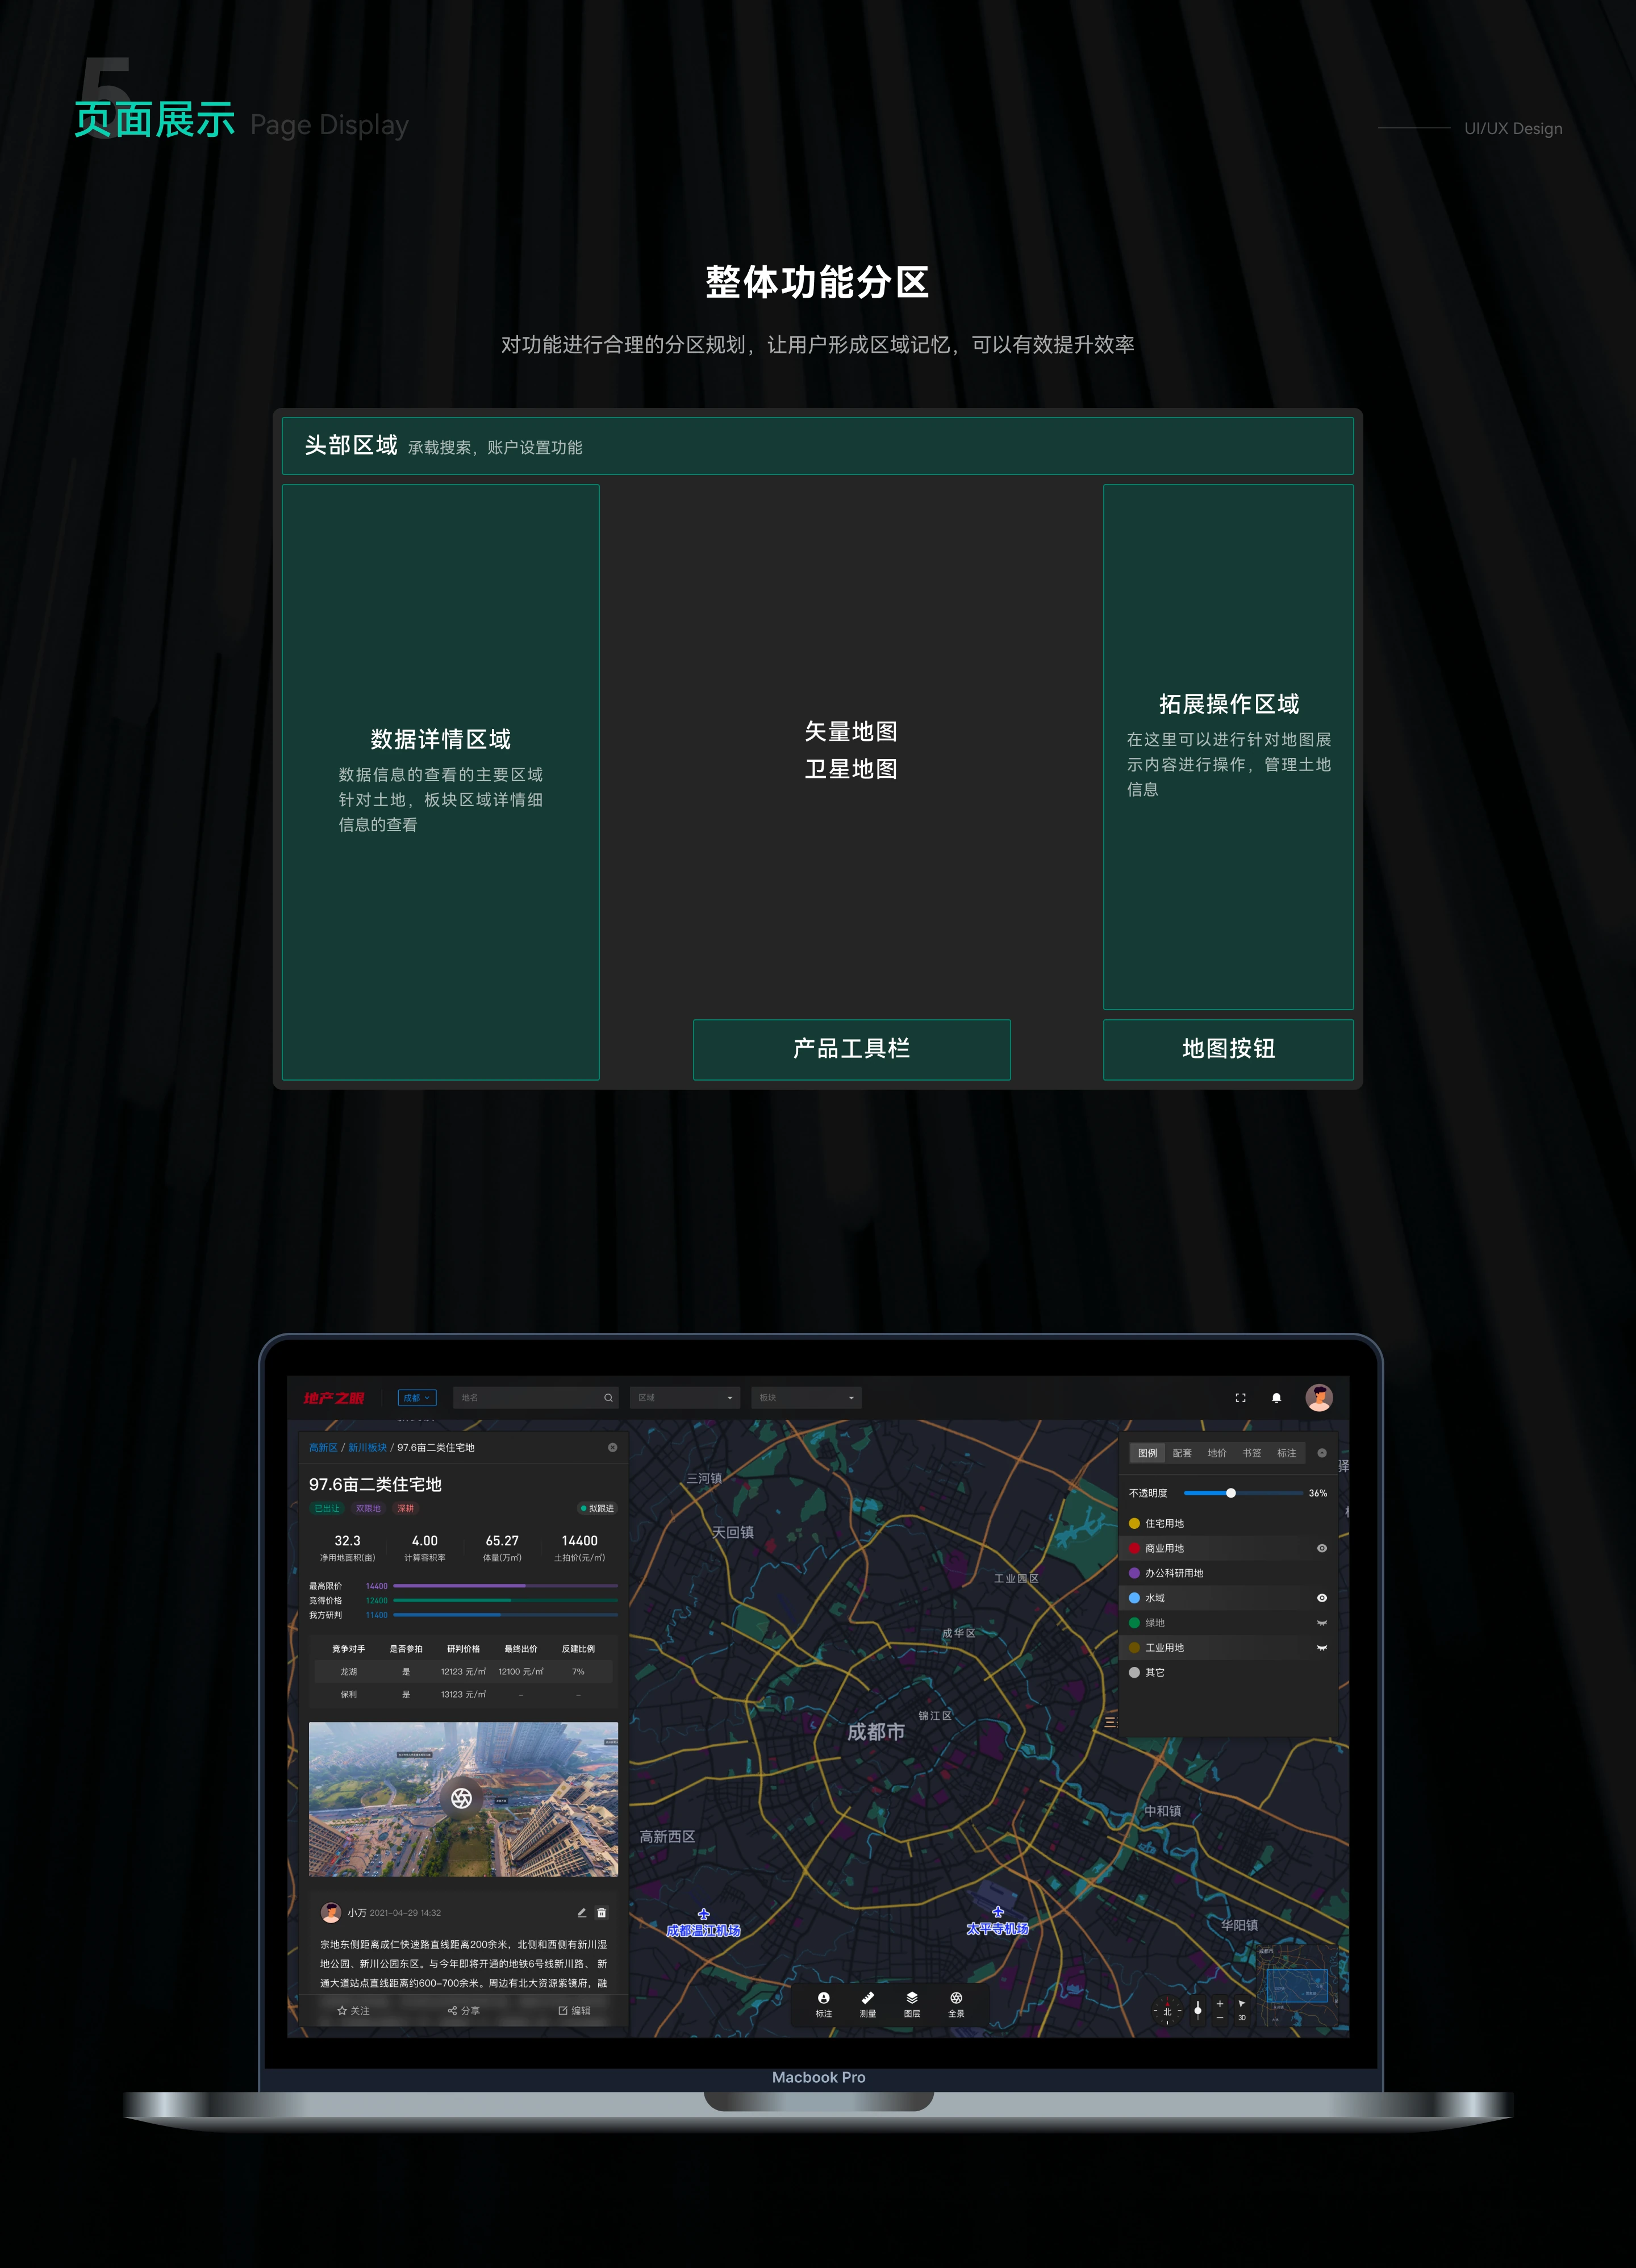 5
页面展示 Page Display
UI/UX Design
整体功能分区
对功能进行合理的分区规划，让用户形成区域记忆，可以有效提升效率
头部区域 承载搜索，账户设置功能
数据详情区域
数据信息的查看的主要区域
针对土地，板块区域详情细
信息的查看
矢量地图
卫星地图
拓展操作区域
在这里可以进行针对地图展
示内容进行操作，管理土地
信息
产品工具栏
地图按钮
地产之眼
成都
地名
区域
板块
高新区 / 新川板块 / 97.6亩二类住宅地
97.6亩二类住宅地
已出让 双限地 深耕
拟跟进
32.3 4.00 65.27 14400
净用地面积(亩) 计算容积率 体量(万㎡) 土拍价(元/㎡)
最高限价 14400
竞得价格 12400
我方研判 11400
竞争对手 是否参拍 研判价格 最终出价 反建比例
龙湖 是 12123 元/㎡ 12100 元/㎡ 7%
保利 是 13123 元/㎡ – –
小万 2021-04-29 14:32
宗地东侧距离成仁快速路直线距离200余米，北侧和西侧有新川湿
地公园、新川公园东区。与今年即将开通的地铁6号线新川路、新
通大道站点直线距离约600-700余米。周边有北大资源紫镜府，融
关注 分享 编辑
三河镇
天回镇
工业园区
成华区
锦江区
成都市
中和镇
高新西区
成都温江机场
太平寺机场
华阳镇
三
驿
图例 配套 地价 书签 标注
不透明度 36%
住宅用地
商业用地
办公科研用地
水域
绿地
工业用地
其它
标注 测量 图层 全景
北
3D
Macbook Pro